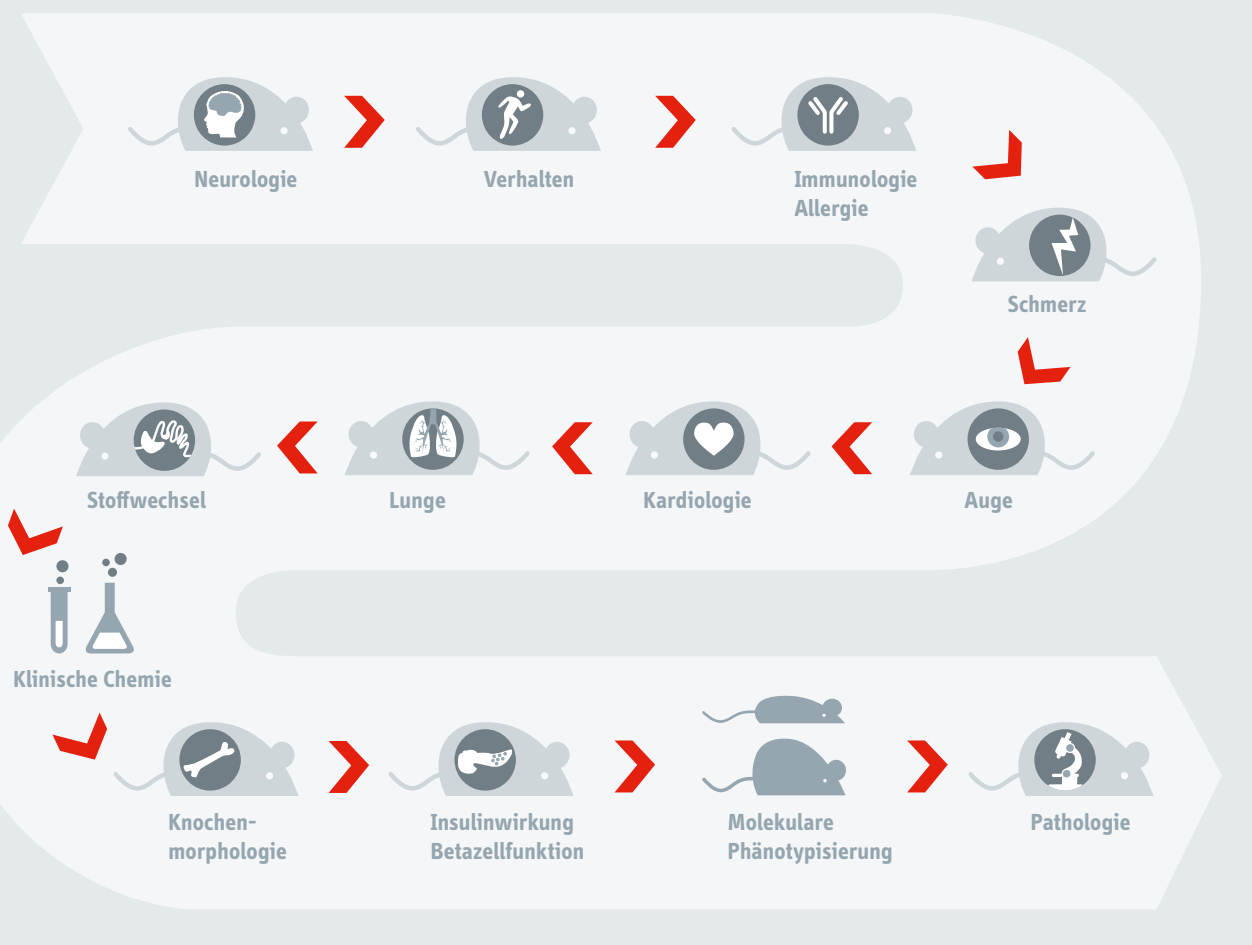 Neurologie
Verhalten
Immunologie
Allergie
Schmerz
Auge
Kardiologie
Lunge
Stoffwechsel
Klinische Chemie
Knochen-
morphologie
Insulinwirkung
Betazellfunktion
Molekulare
Phänotypisierung
Pathologie